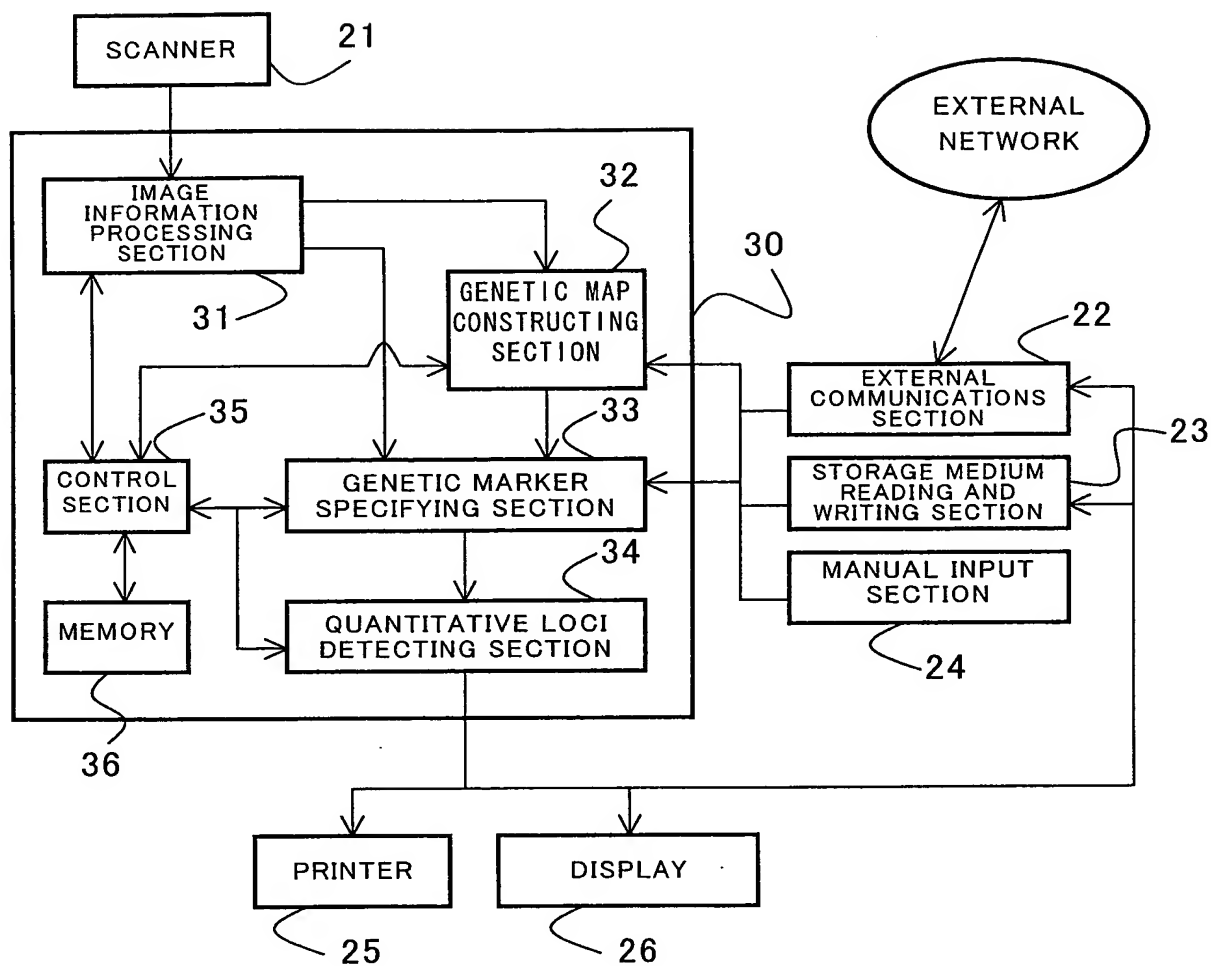 SCANNER
21
EXTERNAL
NETWORK
IMAGE
INFORMATION
PROCESSING
SECTION
31
32
GENETIC MAP
CONSTRUCTING
SECTION
30
22
EXTERNAL
COMMUNICATIONS
SECTION
35
33
23
CONTROL
SECTION
GENETIC MARKER
SPECIFYING SECTION
STORAGE MEDIUM
READING AND
WRITING SECTION
34
MANUAL INPUT
SECTION
24
MEMORY
36
QUANTITATIVE LOCI
DETECTING SECTION
PRINTER
25
DISPLAY
26